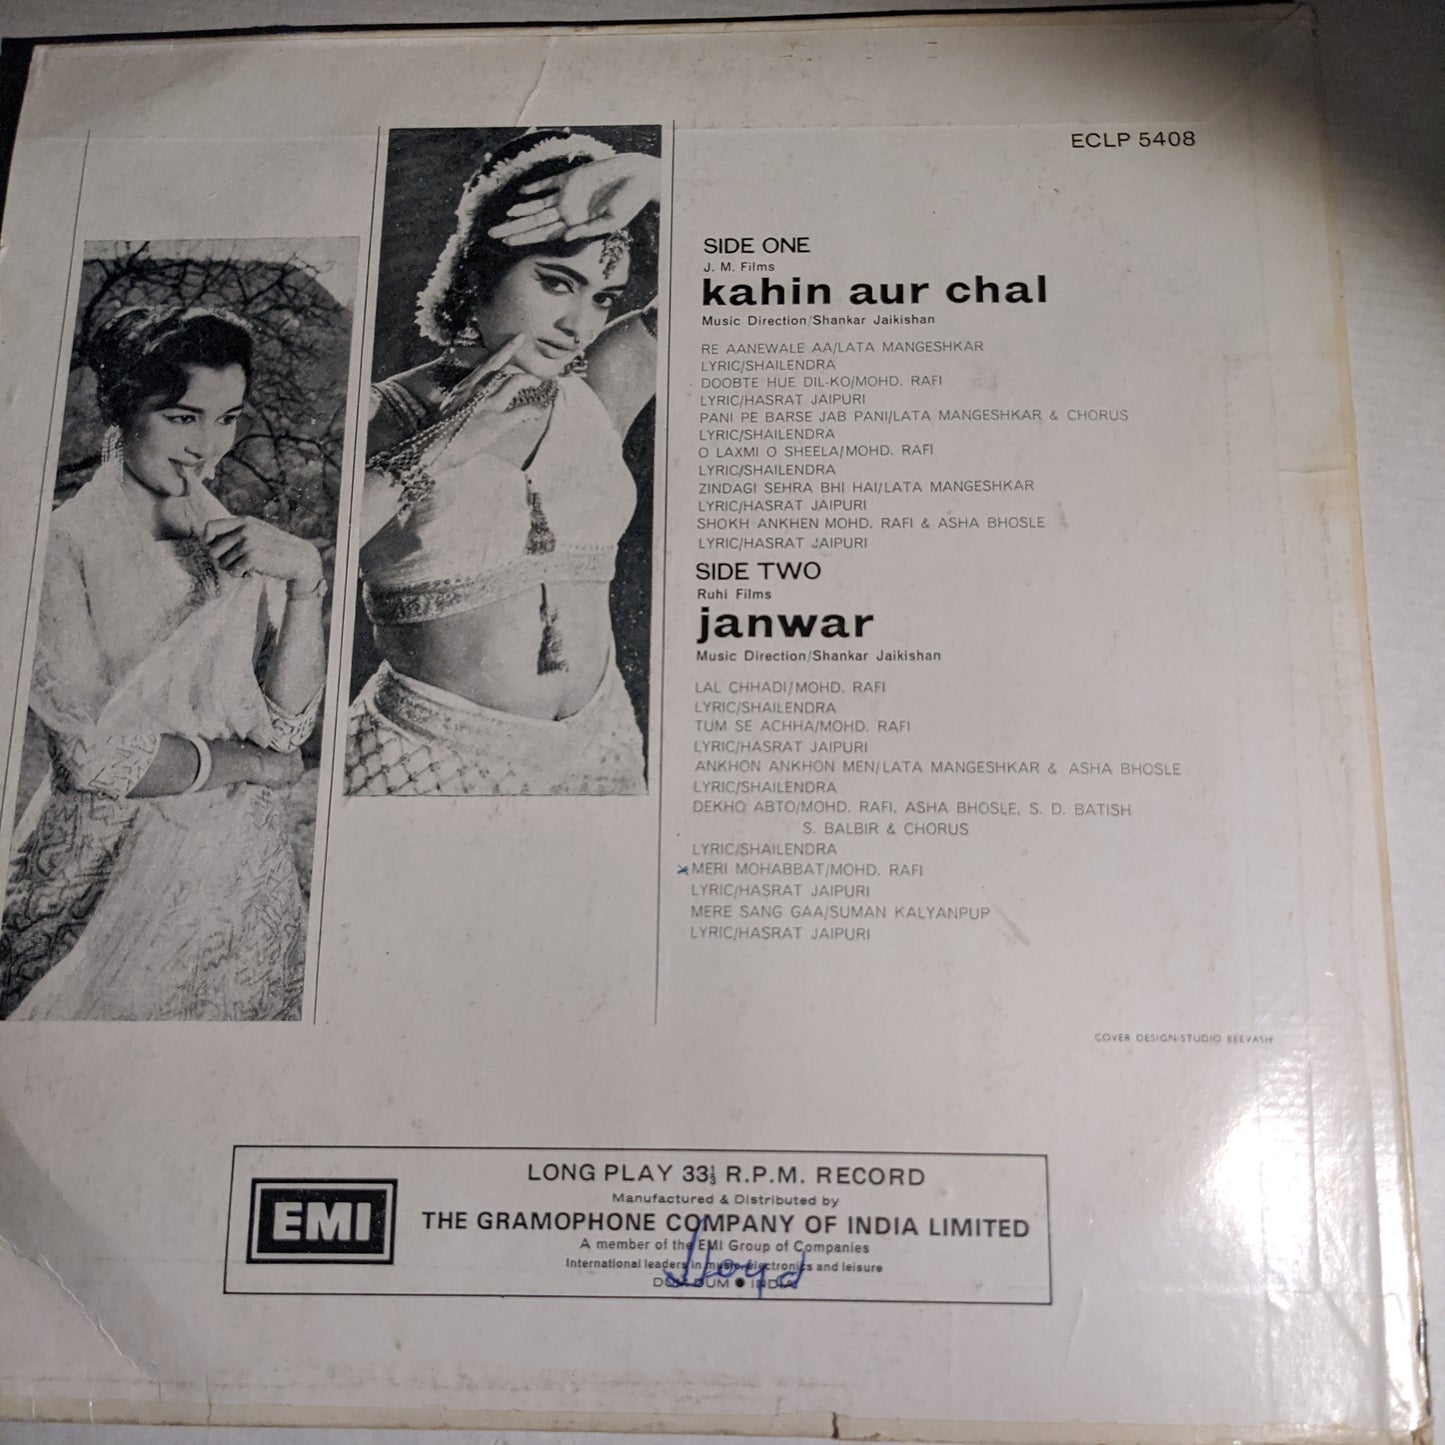 ECLP 5408
SIDE ONE
J. M. Films
kahin aur chal
Music Direction/Shankar Jaikishan
RE AANEWALE AA/LATA MANGESHKAR
LYRIC/SHAILENDRA
DOOBTE HUE DIL-KO/MOHD. RAFI
LYRIC/HASRAT JAIPURI
PANI PE BARSE JAB PANI/LATA MANGESHKAR & CHORUS
LYRIC/SHAILENDRA
O LAXMI O SHEELA/MOHD. RAFI
LYRIC/SHAILENDRA
ZINDAGI SEHRA BHI HAI/LATA MANGESHKAR
LYRIC/HASRAT JAIPURI
SHOKH ANKHEN MOHD. RAFI & ASHA BHOSLE
LYRIC/HASRAT JAIPURI
SIDE TWO
Ruhi Films
janwar
Music Direction/Shankar Jaikishan
LAL CHHADI/MOHD. RAFI
LYRIC/SHAILENDRA
TUM SE ACHHA/MOHD. RAFI
LYRIC/HASRAT JAIPURI
ANKHON ANKHON MEN/LATA MANGESHKAR & ASHA BHOSLE
LYRIC/SHAILENDRA
DEKHO ABTO/MOHD. RAFI, ASHA BHOSLE, S. D. BATISH
S. BALBIR & CHORUS
LYRIC/SHAILENDRA
x MERI MOHABBAT/MOHD. RAFI
LYRIC/HASRAT JAIPURI
MERE SANG GAA/SUMAN KALYANPUP
LYRIC/HASRAT JAIPURI
COVER DESIGN:STUDIO BEEVASH
LONG PLAY 33⅓ R.P.M. RECORD
Manufactured & Distributed by
EMI
THE GRAMOPHONE COMPANY OF INDIA LIMITED
A member of the EMI Group of Companies
International leaders in music, electronics and leisure
DUM DUM ● INDIA
Lloyd